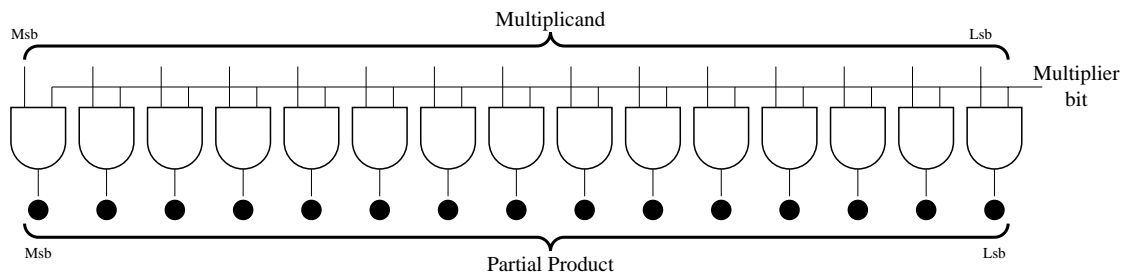 Multiplicand
Msb
Lsb
Multiplier
bit
Msb
Lsb
Partial Product